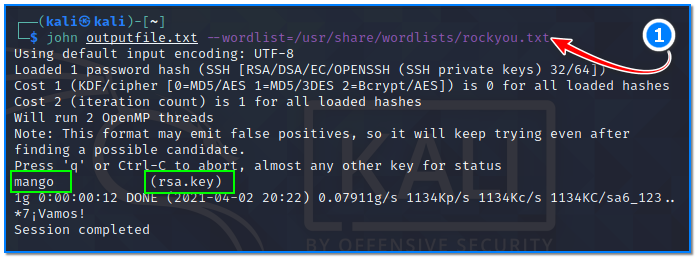 ┌──(kali㉿kali)-[~]
└─$ john outputfile.txt --wordlist=/usr/share/wordlists/rockyou.txt
1
Using default input encoding: UTF-8
Loaded 1 password hash (SSH [RSA/DSA/EC/OPENSSH (SSH private keys) 32/64])
Cost 1 (KDF/cipher [0=MD5/AES 1=MD5/3DES 2=Bcrypt/AES]) is 0 for all loaded hashes
Cost 2 (iteration count) is 1 for all loaded hashes
Will run 2 OpenMP threads
Note: This format may emit false positives, so it will keep trying even after
finding a possible candidate.
Press 'q' or Ctrl-C to abort, almost any other key for status
mango (rsa.key)
1g 0:00:00:12 DONE (2021-04-02 20:22) 0.07911g/s 1134Kp/s 1134Kc/s 1134KC/sa6_123..
*7¡Vamos!
Session completed
KALI
BY OFFENSIVE SECURITY